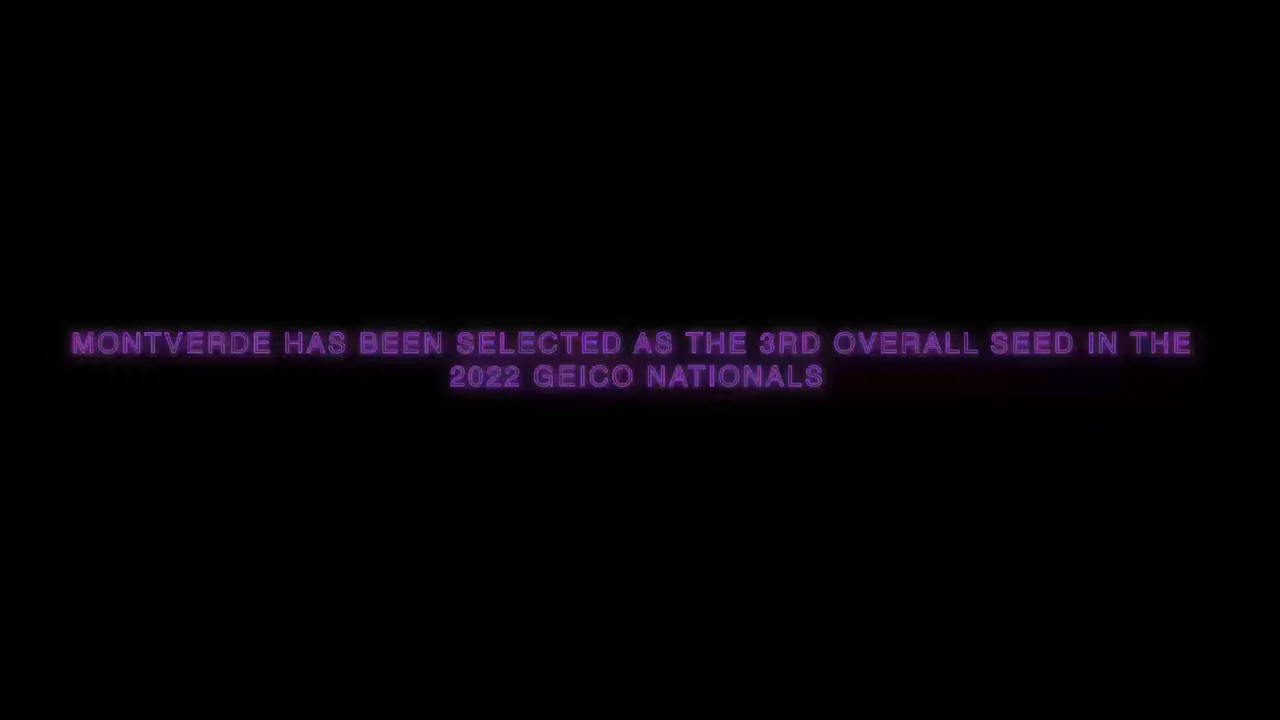 MONTVERDE HAS BEEN SELECTED AS THE 3RD OVERALL SEED IN THE
2022 GEICO NATIONALS